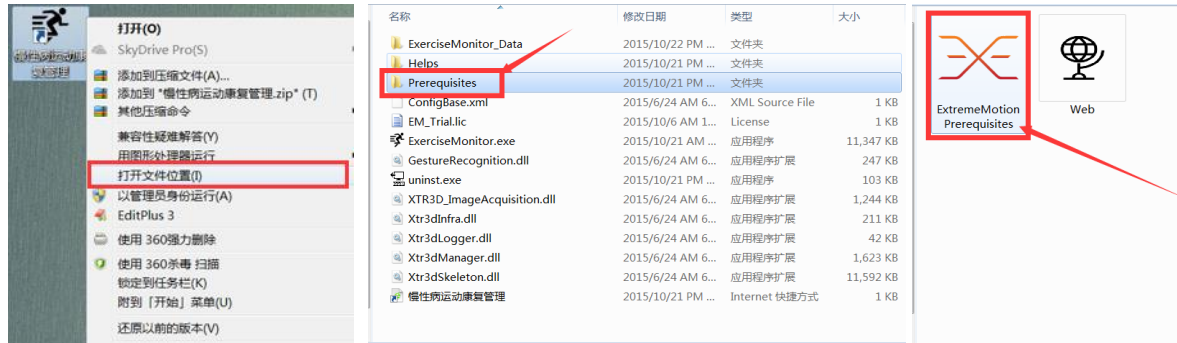 慢性病运动康
复管理
打开(O)
SkyDrive Pro(S)
添加到压缩文件(A)...
添加到 "慢性病运动康复管理.zip" (T)
其他压缩命令
兼容性疑难解答(Y)
用图形处理器运行
打开文件位置(I)
以管理员身份运行(A)
EditPlus 3
使用 360强力删除
使用 360杀毒 扫描
锁定到任务栏(K)
附到「开始」菜单(U)
还原以前的版本(V)
名称 修改日期 类型 大小
ExerciseMonitor_Data 2015/10/22 PM ... 文件夹
Helps 2015/10/21 PM ... 文件夹
Prerequisites 2015/10/21 PM ... 文件夹
ConfigBase.xml 2015/6/24 AM 6... XML Source File 1 KB
EM_Trial.lic 2015/10/6 AM 1... License 1 KB
ExerciseMonitor.exe 2015/10/21 AM ... 应用程序 11,347 KB
GestureRecognition.dll 2015/6/24 AM 6... 应用程序扩展 247 KB
uninst.exe 2015/10/21 PM ... 应用程序 103 KB
XTR3D_ImageAcquisition.dll 2015/6/24 AM 6... 应用程序扩展 1,244 KB
Xtr3dInfra.dll 2015/6/24 AM 6... 应用程序扩展 211 KB
Xtr3dLogger.dll 2015/6/24 AM 6... 应用程序扩展 42 KB
Xtr3dManager.dll 2015/6/24 AM 6... 应用程序扩展 1,623 KB
Xtr3dSkeleton.dll 2015/6/24 AM 6... 应用程序扩展 11,592 KB
慢性病运动康复管理 2015/10/21 PM ... Internet 快捷方式 1 KB
ExtremeMotion
Prerequisites
Web